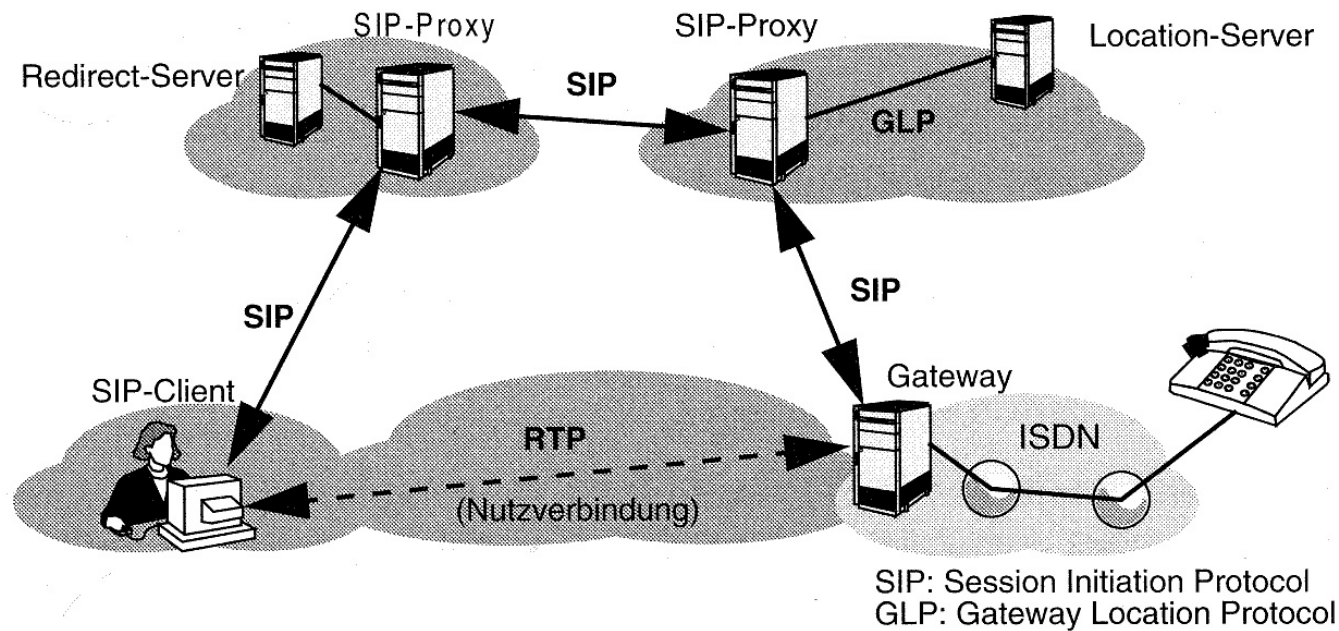 SIP-Proxy
SIP-Proxy
Location-Server
Redirect-Server
SIP
GLP
SIP
SIP
SIP-Client
Gateway
RTP
ISDN
(Nutzverbindung)
SIP: Session Initiation Protocol
GLP: Gateway Location Protocol